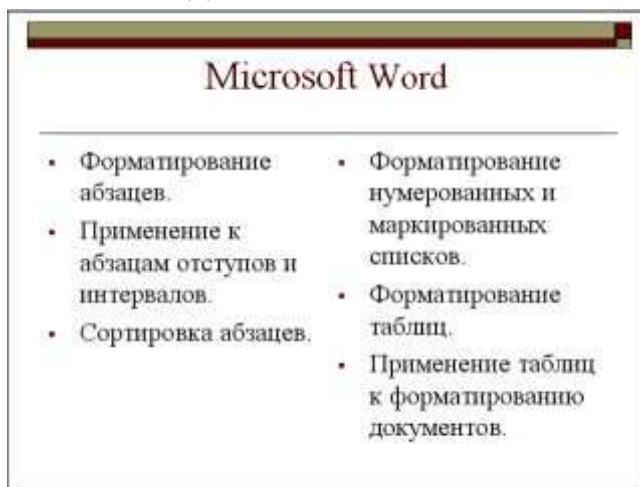 Microsoft Word
Форматирование
абзацев.
Применение к
абзацам отступов и
интервалов.
Сортировка абзацев.
Форматирование
нумерованных и
маркированных
списков.
Форматирование
таблиц.
Применение таблиц
к форматированию
документов.